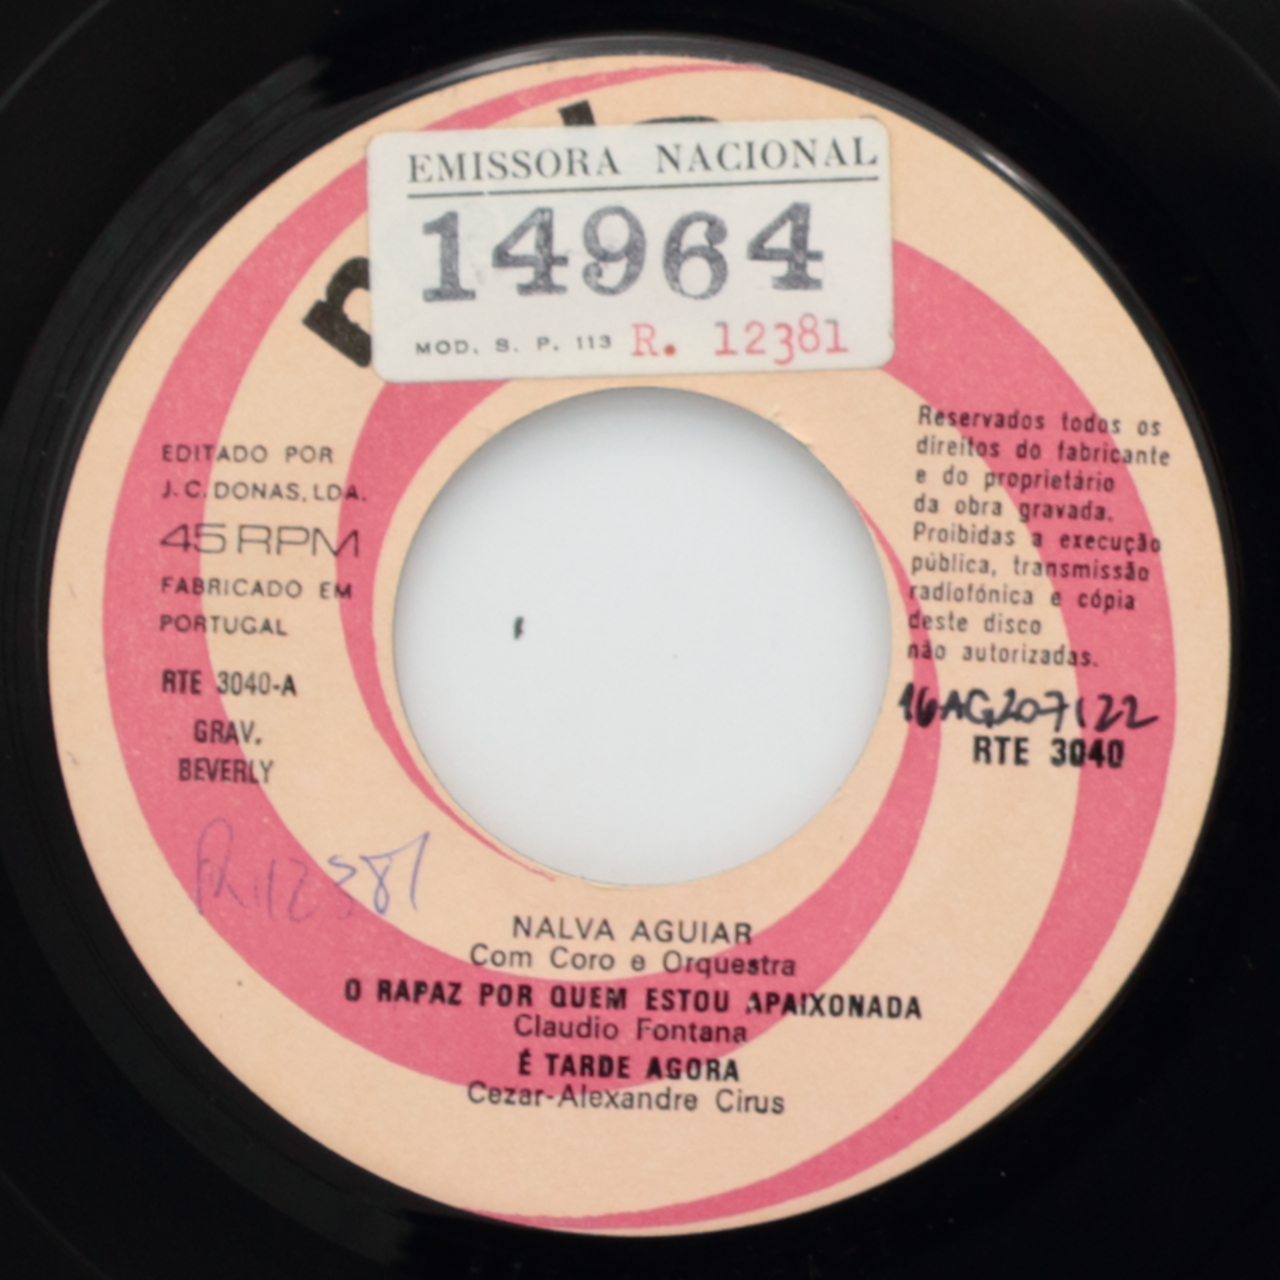 EMISSORA NACIONAL
14964
MOD. S. P. 113 R. 12381
EDITADO POR
J. C. DONAS, LDA.
45 RPM
FABRICADO EM
PORTUGAL
RTE 3040-A
GRAV.
BEVERLY
Reservados todos os
direitos do fabricante
e do proprietário
da obra gravada.
Proibidas a execução
pública, transmissão
radiofónica e cópia
deste disco
não autorizadas.
RTE 3040
R.12381
NALVA AGUIAR
Com Coro e Orquestra
O RAPAZ POR QUEM ESTOU APAIXONADA
Claudio Fontana
É TARDE AGORA
Cezar-Alexandre Cirus